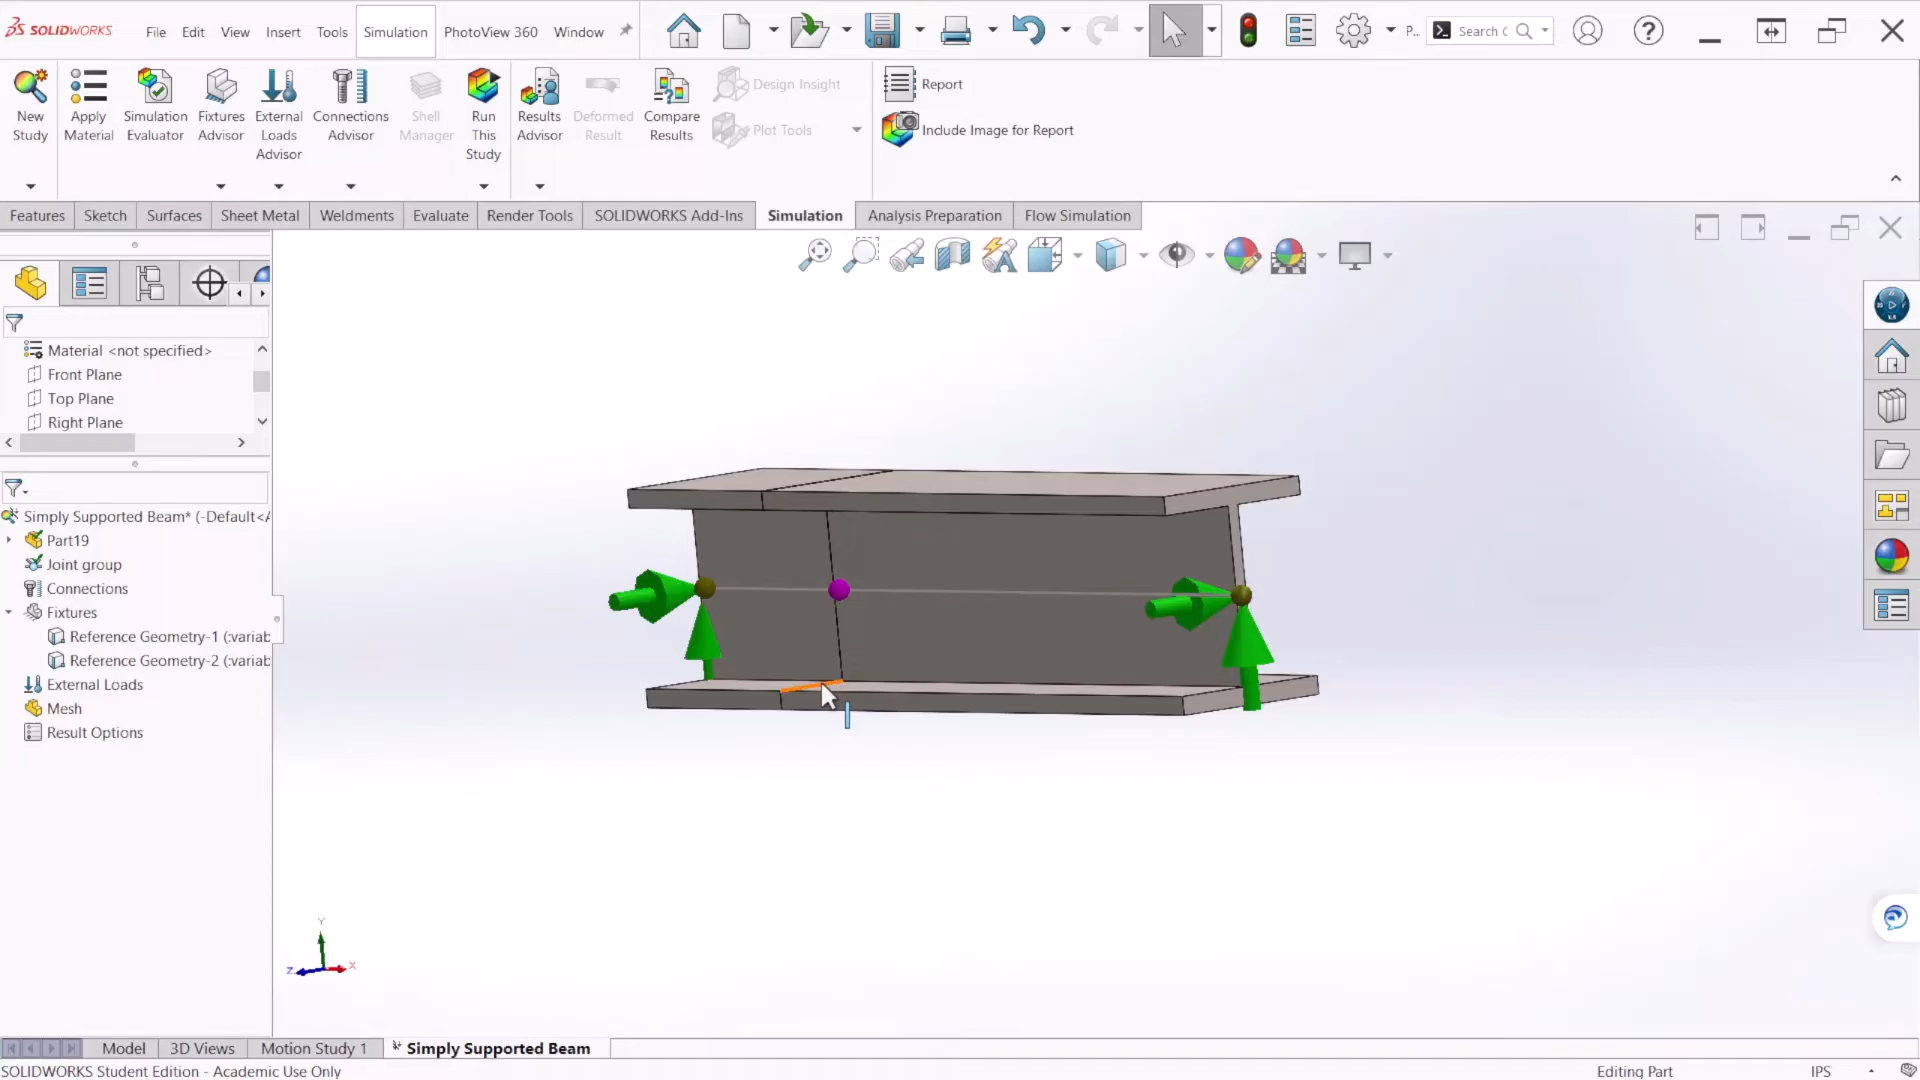 SOLIDWORKS File Edit View Insert Tools Simulation PhotoView 360 Window P... Search C
New Study
Apply Material
Simulation Evaluator
Fixtures Advisor
External Loads Advisor
Connections Advisor
Shell Manager
Run This Study
Results Advisor
Deformed Result
Compare Results
Design Insight
Plot Tools
Report
Include Image for Report
Features Sketch Surfaces Sheet Metal Weldments Evaluate Render Tools SOLIDWORKS Add-Ins Simulation Analysis Preparation Flow Simulation
Material <not specified>
Front Plane
Top Plane
Right Plane
Simply Supported Beam* (-Default<
Part19
Joint group
Connections
Fixtures
Reference Geometry-1 (:variab
Reference Geometry-2 (:variab
External Loads
Mesh
Result Options
Y
Z X
Model 3D Views Motion Study 1 Simply Supported Beam
SOLIDWORKS Student Edition - Academic Use Only Editing Part IPS